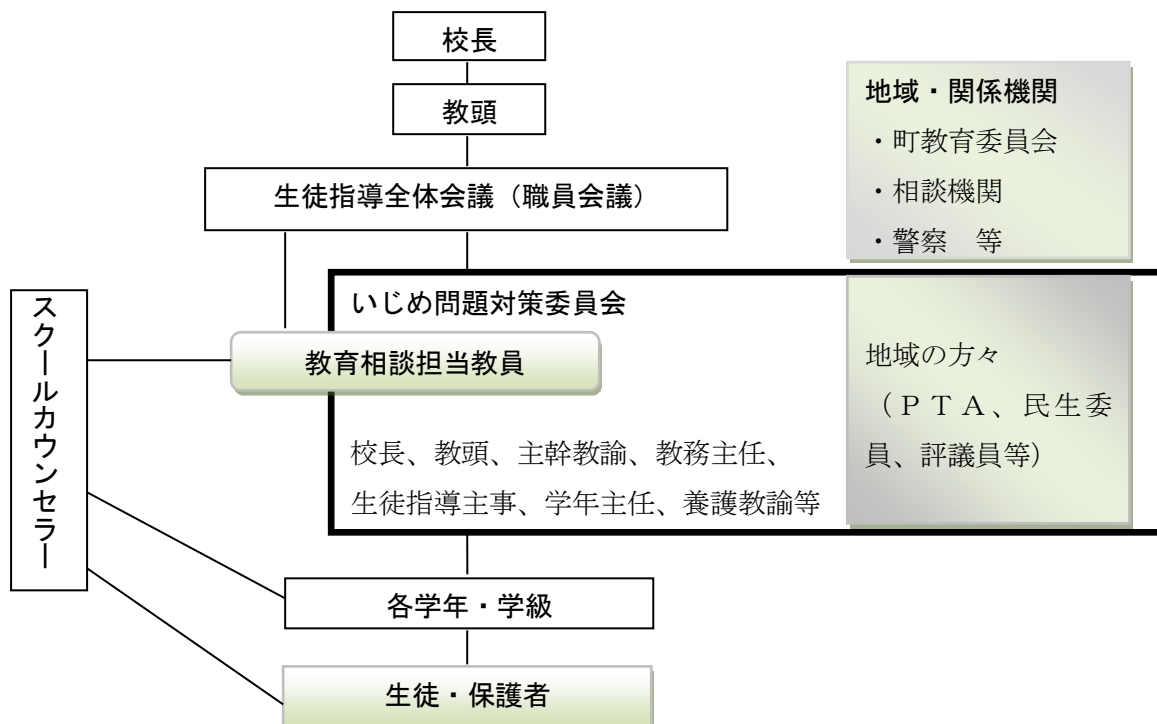 校長
教頭
生徒指導全体会議（職員会議）
地域・関係機関
・町教育委員会
・相談機関
・警察　等
スクールカウンセラー
いじめ問題対策委員会
教育相談担当教員
校長、教頭、主幹教諭、教務主任、
生徒指導主事、学年主任、養護教諭等
地域の方々
（ＰＴＡ、民生委
員、評議員等）
各学年・学級
生徒・保護者